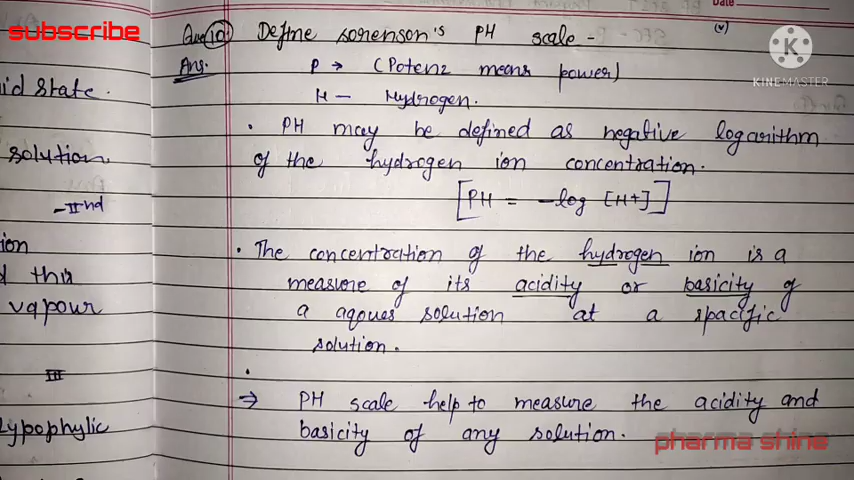 Date
subscribe
Que 10 Define sorenson's PH scale - (v)
KINEMASTER
Ans. P → (Potenz means power)
H - Hydrogen.
• PH may be defined as negative logarithm
of the hydrogen ion concentration.
[PH = -log [H+]]
• The concentration of the hydrogen ion is a
measure of its acidity or basicity of
a aqoues solution at a spacific
solution.
→ PH scale help to measure the acidity and
basicity of any solution.
pharma shine
id state.
solution
-IInd
ion
this
vapour
III
lypophylic